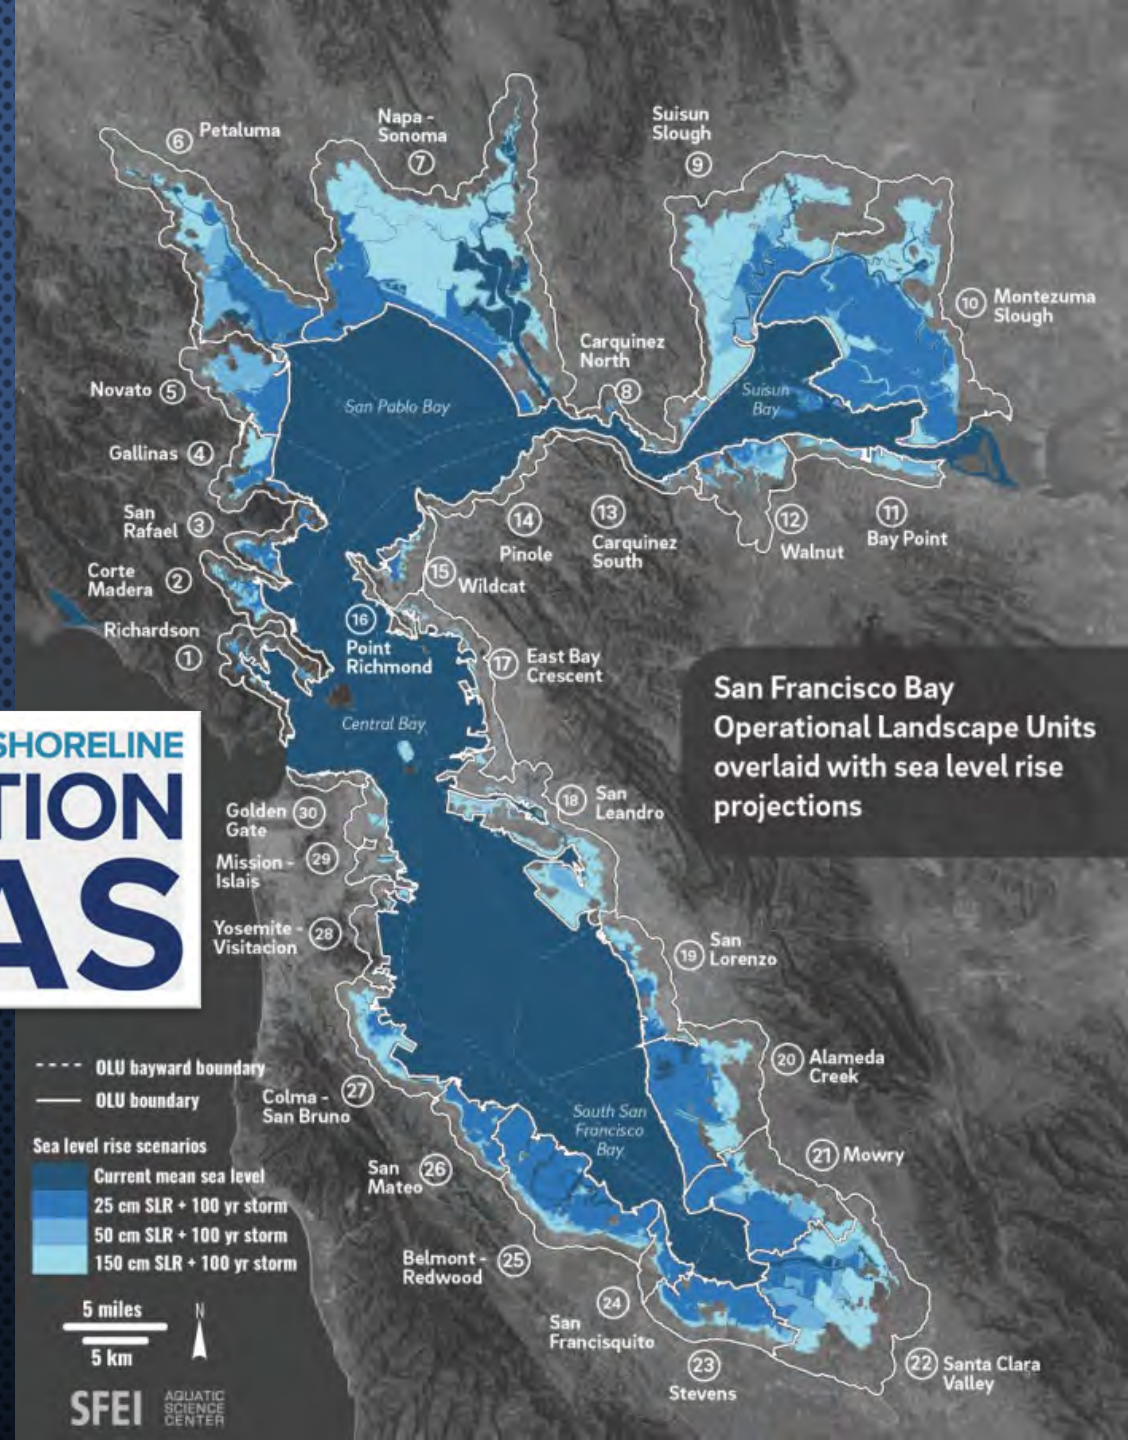 6 Petaluma
Napa -
Sonoma
7
Suisun
Slough
9
10 Montezuma
Slough
Carquinez
North
8
Suisun
Bay
San Pablo Bay
Novato 5
Gallinas 4
San
Rafael 3
Corte
Madera 2
Richardson
1
14
Pinole
13
Carquinez
South
12
Walnut
11
Bay Point
15
Wildcat
16
Point
Richmond
17 East Bay
Crescent
Central Bay
San Francisco Bay
Operational Landscape Units
overlaid with sea level rise
projections
SHORELINE
TION
AS
Golden
Gate 30
Mission -
Islais 29
Yosemite -
Visitacion 28
18 San
Leandro
19 San
Lorenzo
20 Alameda
Creek
21 Mowry
South San
Francisco
Bay
Colma -
San Bruno 27
San
Mateo 26
Belmont -
Redwood 25
24
San
Francisquito
23
Stevens
22 Santa Clara
Valley
OLU bayward boundary
OLU boundary
Sea level rise scenarios
Current mean sea level
25 cm SLR + 100 yr storm
50 cm SLR + 100 yr storm
150 cm SLR + 100 yr storm
5 miles
5 km
N
SFEI
AQUATIC
SCIENCE
CENTER